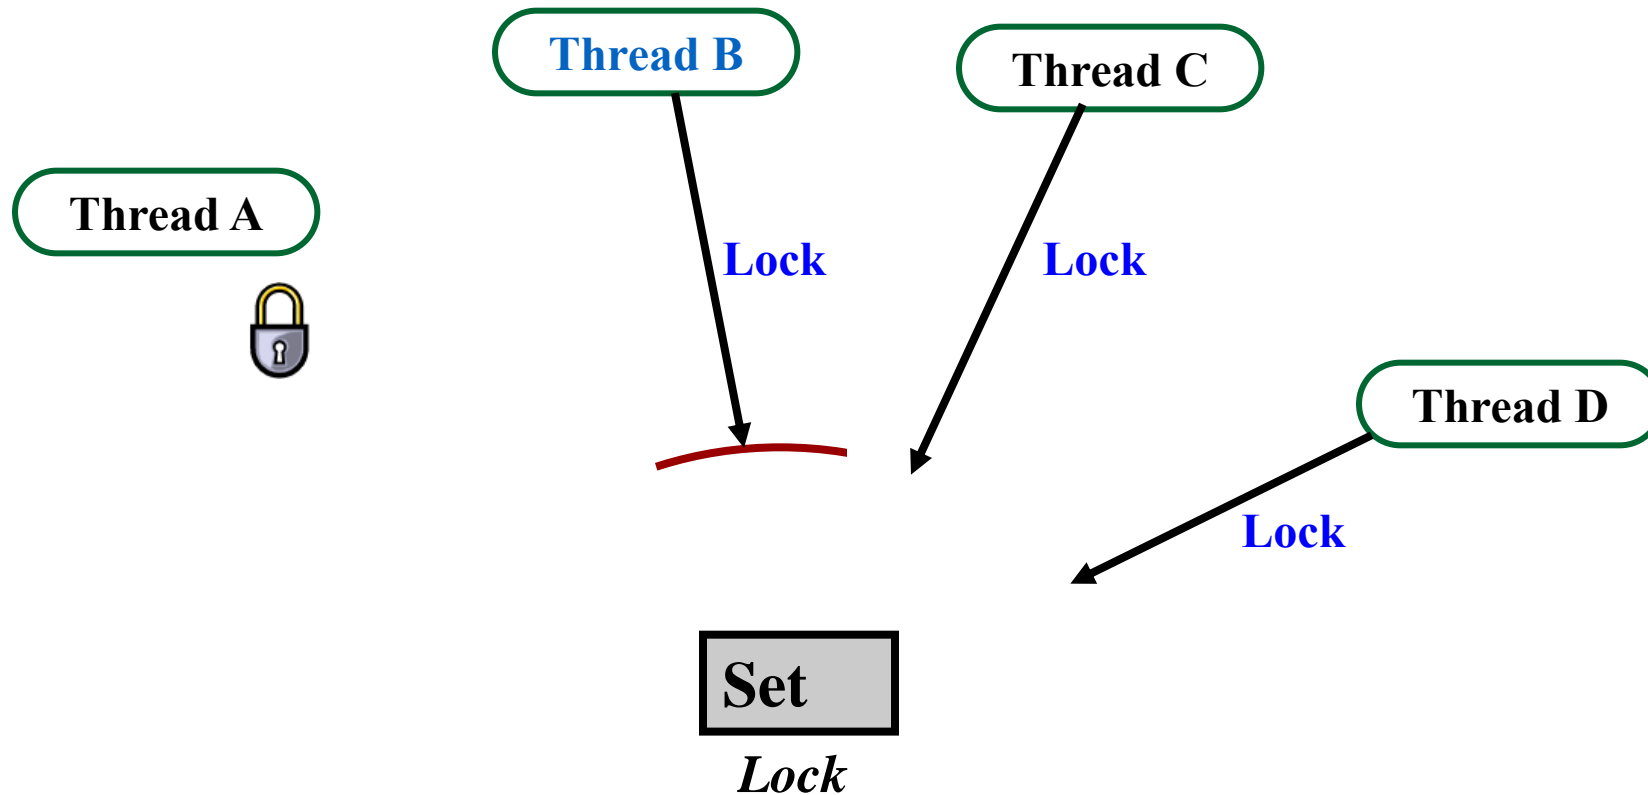 Thread B
Thread C
Thread A
Lock
Lock
Thread D
Lock
Set
Lock